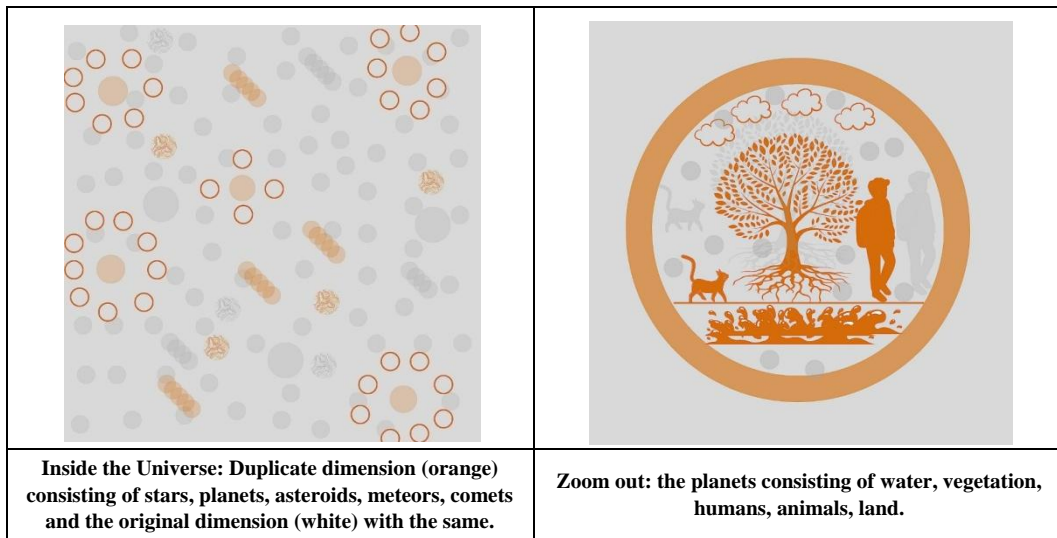 Inside the Universe: Duplicate dimension (orange)
consisting of stars, planets, asteroids, meteors, comets
and the original dimension (white) with the same.
Zoom out: the planets consisting of water, vegetation,
humans, animals, land.